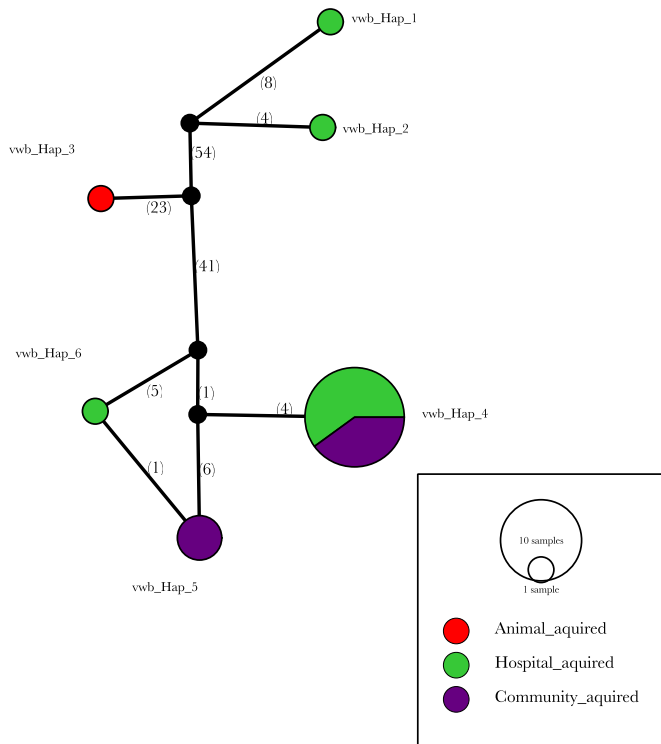 vwb_Hap_1
(8)
(4)
vwb_Hap_2
vwb_Hap_3
(54)
(23)
(41)
vwb_Hap_6
(5)
(1)
(4)
vwb_Hap_4
(1)
(6)
vwb_Hap_5
10 samples
1 sample
Animal_aquired
Hospital_aquired
Community_aquired